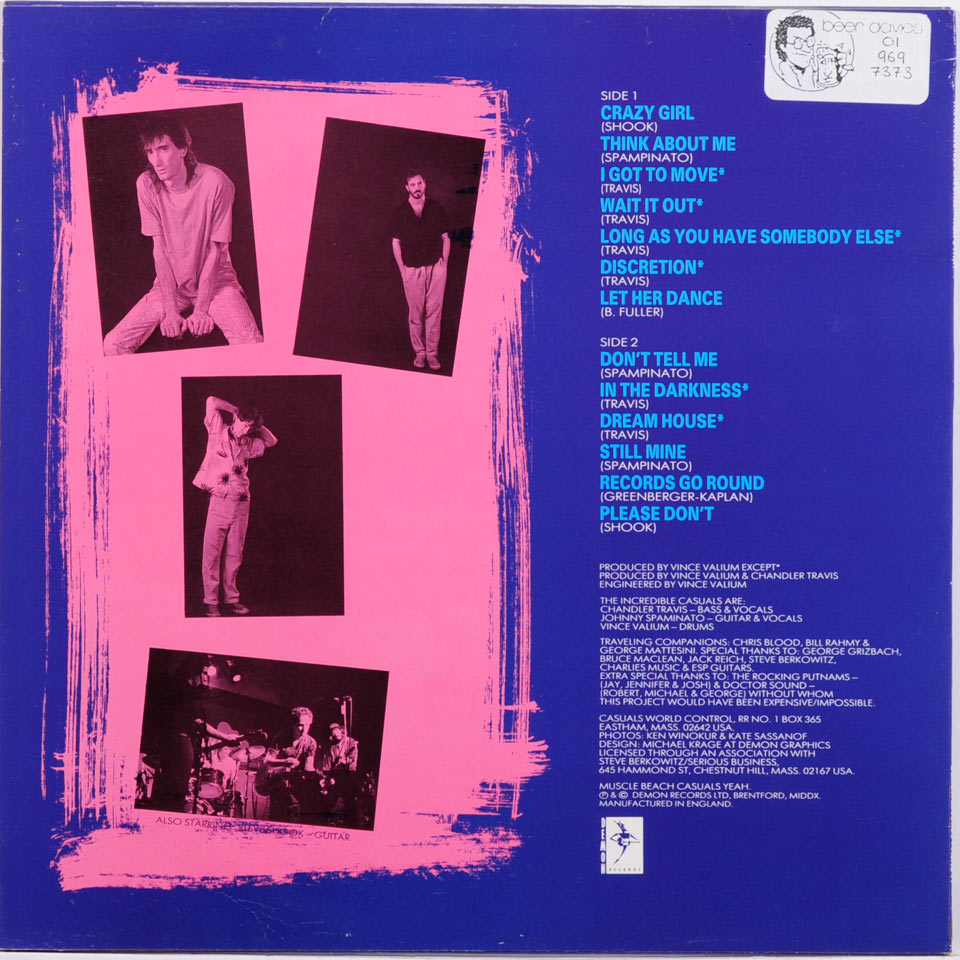 beer davies
01
969
7373
SIDE 1
CRAZY GIRL
(SHOOK)
THINK ABOUT ME
(SPAMPINATO)
I GOT TO MOVE*
(TRAVIS)
WAIT IT OUT*
(TRAVIS)
LONG AS YOU HAVE SOMEBODY ELSE*
(TRAVIS)
DISCRETION*
(TRAVIS)
LET HER DANCE
(B. FULLER)
SIDE 2
DON'T TELL ME
(SPAMPINATO)
IN THE DARKNESS*
(TRAVIS)
DREAM HOUSE*
(TRAVIS)
STILL MINE
(SPAMPINATO)
RECORDS GO ROUND
(GREENBERGER-KAPLAN)
PLEASE DON'T
(SHOOK)
PRODUCED BY VINCE VALIUM EXCEPT*
PRODUCED BY VINCE VALIUM & CHANDLER TRAVIS
ENGINEERED BY VINCE VALIUM
THE INCREDIBLE CASUALS ARE:
CHANDLER TRAVIS – BASS & VOCALS
JOHNNY SPAMINATO – GUITAR & VOCALS
VINCE VALIUM – DRUMS
TRAVELING COMPANIONS: CHRIS BLOOD, BILL RAHMY &
GEORGE MATTESINI. SPECIAL THANKS TO: GEORGE GRIZBACH,
BRUCE MACLEAN, JACK REICH, STEVE BERKOWITZ,
CHARLIES MUSIC & ESP GUITARS.
EXTRA SPECIAL THANKS TO: THE ROCKING PUTNAMS –
(JAY, JENNIFER & JOSH) & DOCTOR SOUND –
(ROBERT, MICHAEL & GEORGE) WITHOUT WHOM
THIS PROJECT WOULD HAVE BEEN EXPENSIVE/IMPOSSIBLE.
CASUALS WORLD CONTROL, RR NO. 1 BOX 365
EASTHAM, MASS. 02642 USA.
PHOTOS: KEN WINOKUR & KATE SASSANOF
DESIGN: MICHAEL KRAGE AT DEMON GRAPHICS
LICENSED THROUGH AN ASSOCIATION WITH
STEVE BERKOWITZ/SERIOUS BUSINESS,
645 HAMMOND ST, CHESTNUT HILL, MASS. 02167 USA.
MUSCLE BEACH CASUALS YEAH.
℗ & © DEMON RECORDS LTD, BRENTFORD, MIDDX.
MANUFACTURED IN ENGLAND.
DEMON
RECORDS
ALSO STARRING STEVE SHOOK – GUITAR